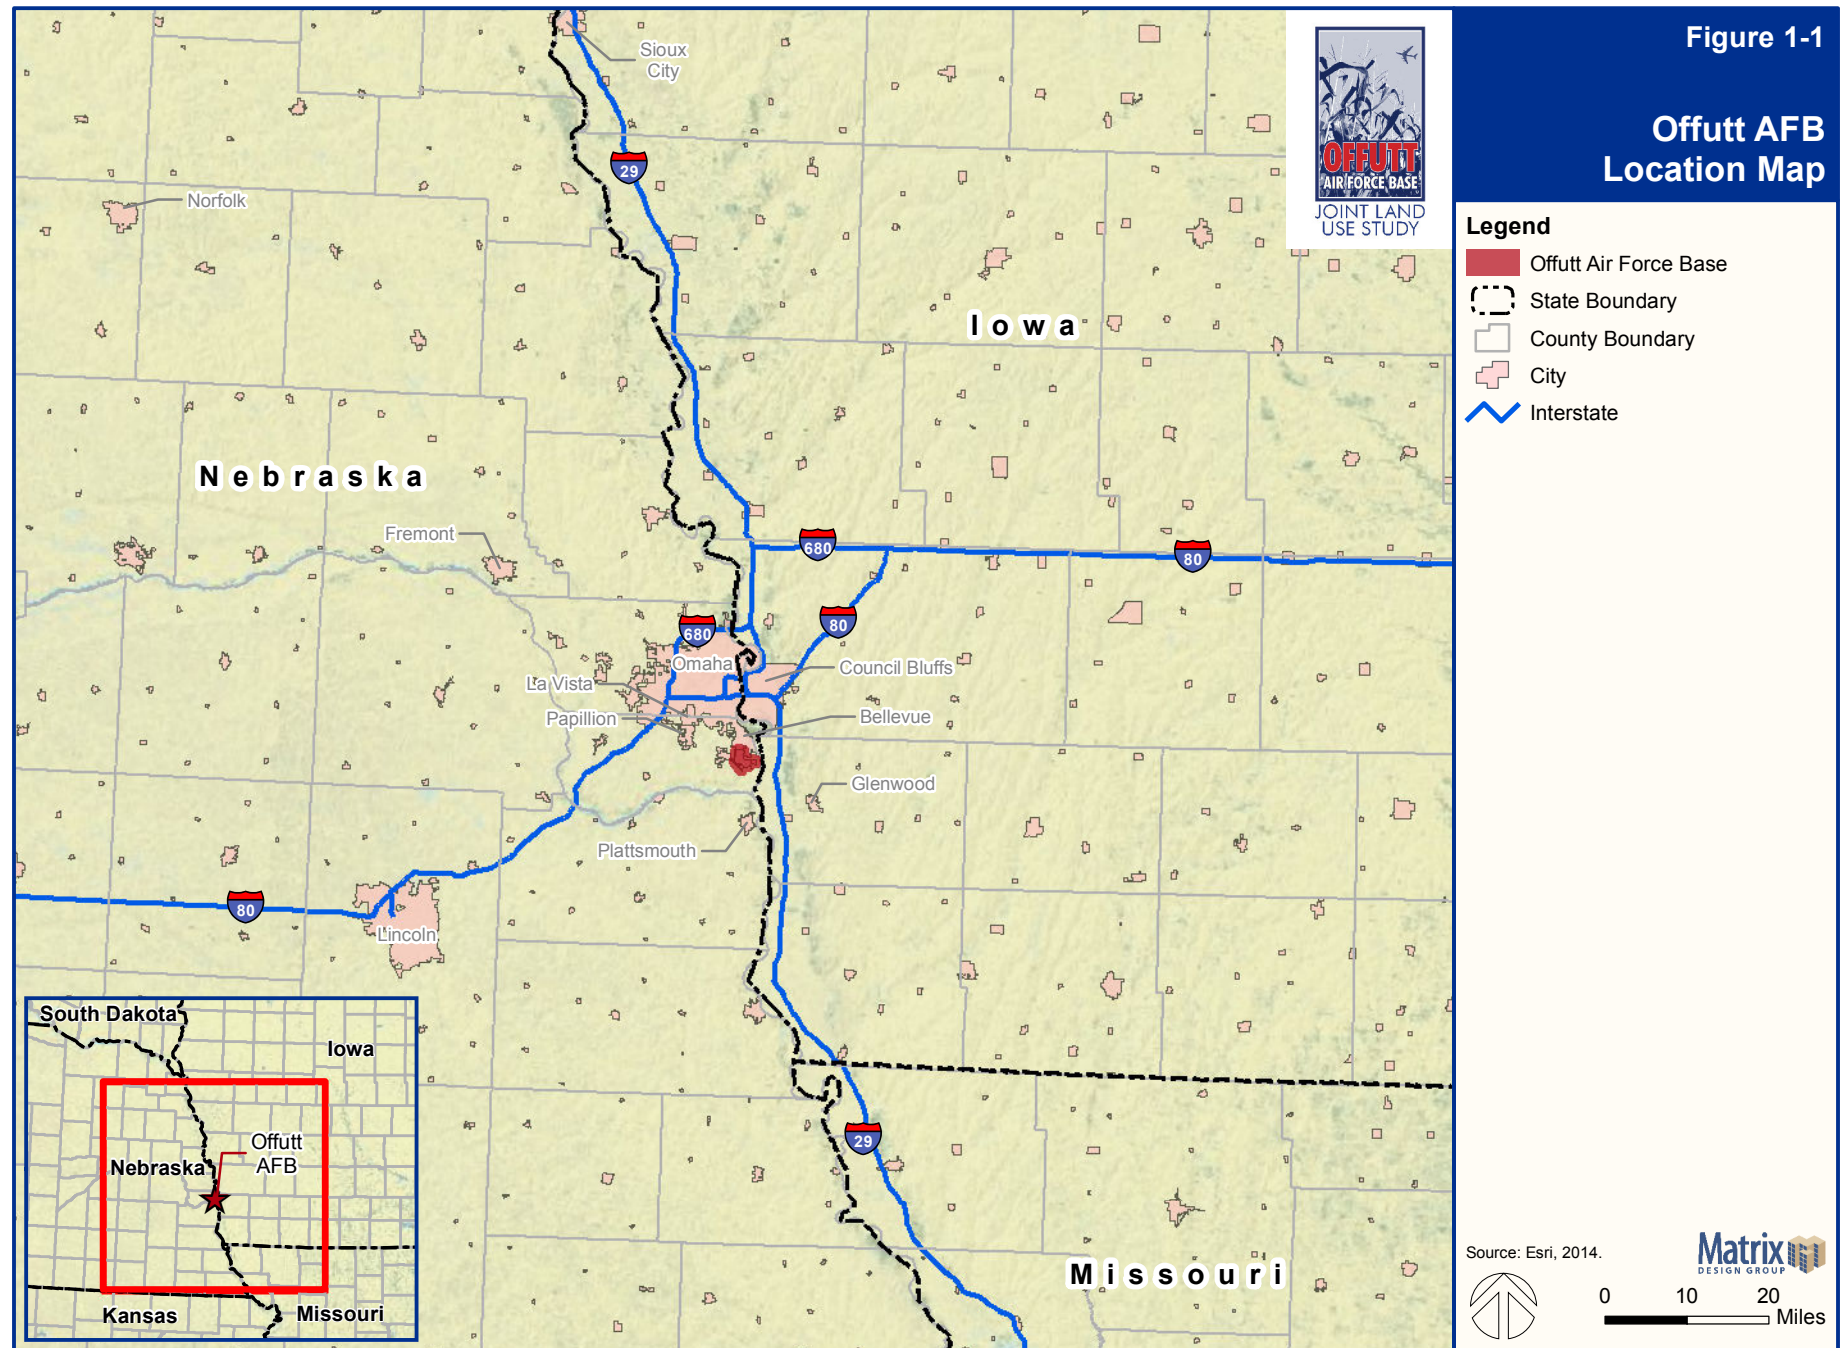 Figure 1-1
Offutt AFB
Location Map
OFFUTT
AIR FORCE BASE
JOINT LAND
USE STUDY
Legend
Offutt Air Force Base
State Boundary
County Boundary
City
Interstate
Sioux
City
29
Norfolk
Iowa
Nebraska
Fremont
680
80
680
80
Omaha
Council Bluffs
La Vista
Papillion
Bellevue
Glenwood
Plattsmouth
80
Lincoln
29
Missouri
South Dakota
Iowa
Offutt
AFB
Nebraska
Kansas
Missouri
Source: Esri, 2014.
Matrix
DESIGN GROUP
0 10 20
Miles